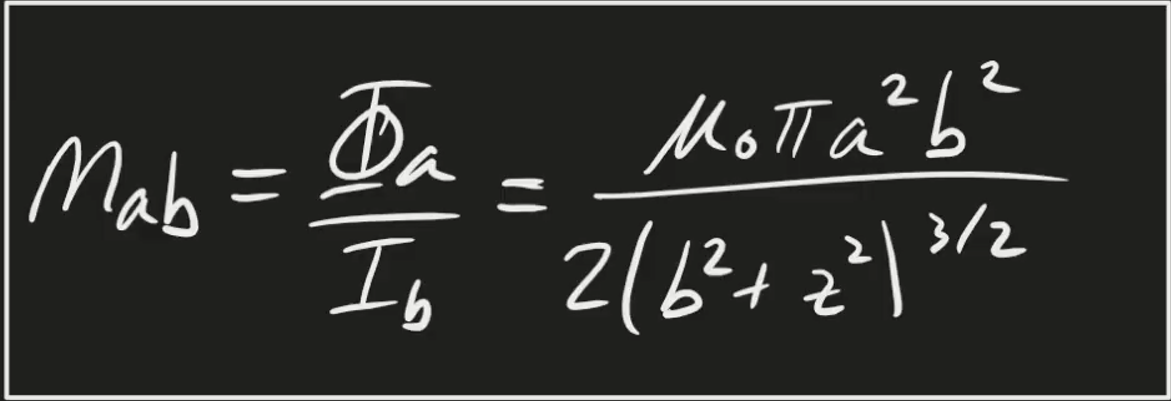 M_ab = Φ_a / I_b = μ₀πa²b² / 2(b² + z²)^3/2